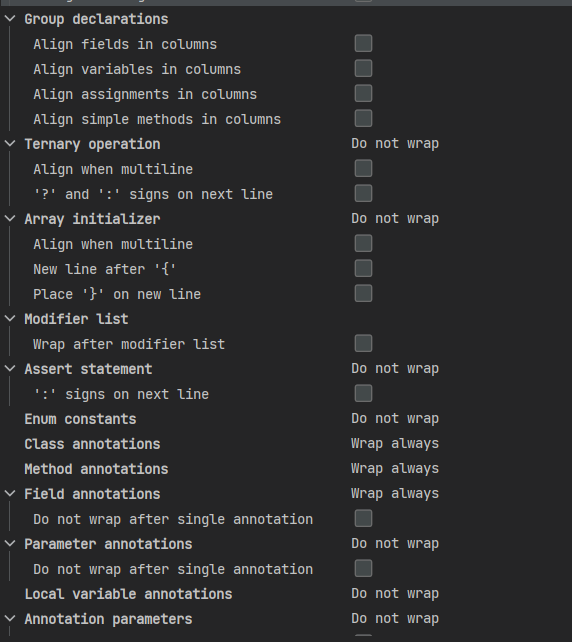 Group declarations
Align fields in columns
Align variables in columns
Align assignments in columns
Align simple methods in columns
Ternary operation Do not wrap
Align when multiline
'?' and ':' signs on next line
Array initializer Do not wrap
Align when multiline
New line after '{'
Place '}' on new line
Modifier list
Wrap after modifier list
Assert statement Do not wrap
':' signs on next line
Enum constants Do not wrap
Class annotations Wrap always
Method annotations Wrap always
Field annotations Wrap always
Do not wrap after single annotation
Parameter annotations Do not wrap
Do not wrap after single annotation
Local variable annotations Do not wrap
Annotation parameters Do not wrap